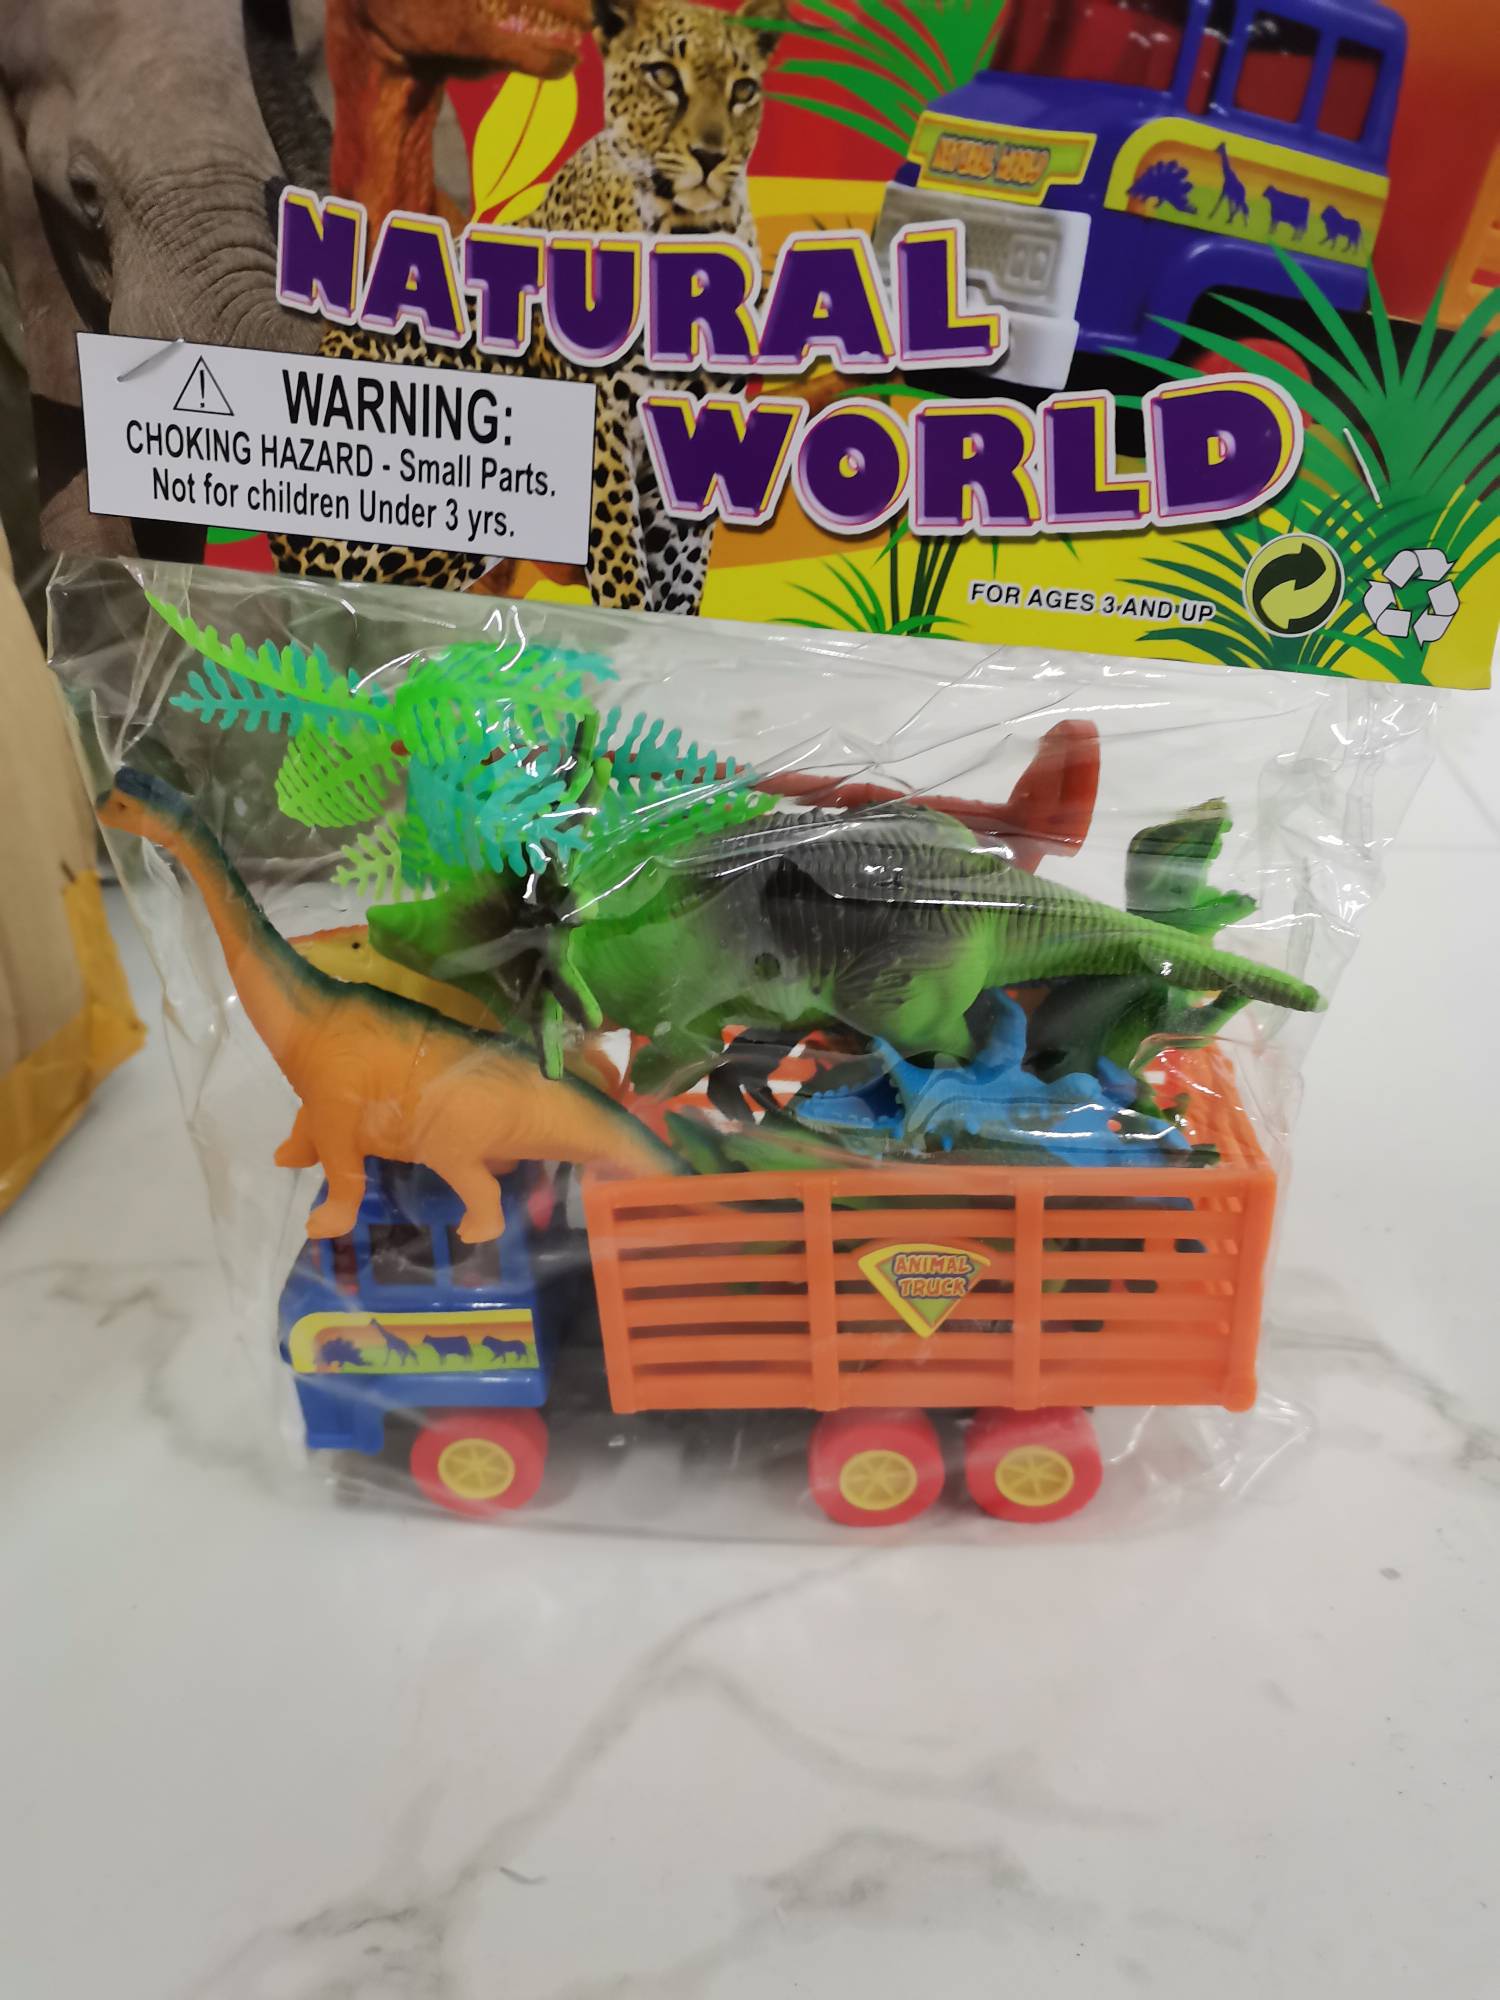 NATURAL
WORLD
WARNING:
CHOKING HAZARD - Small Parts.
Not for children Under 3 yrs.
FOR AGES 3 AND UP
ANIMAL
TRUCK